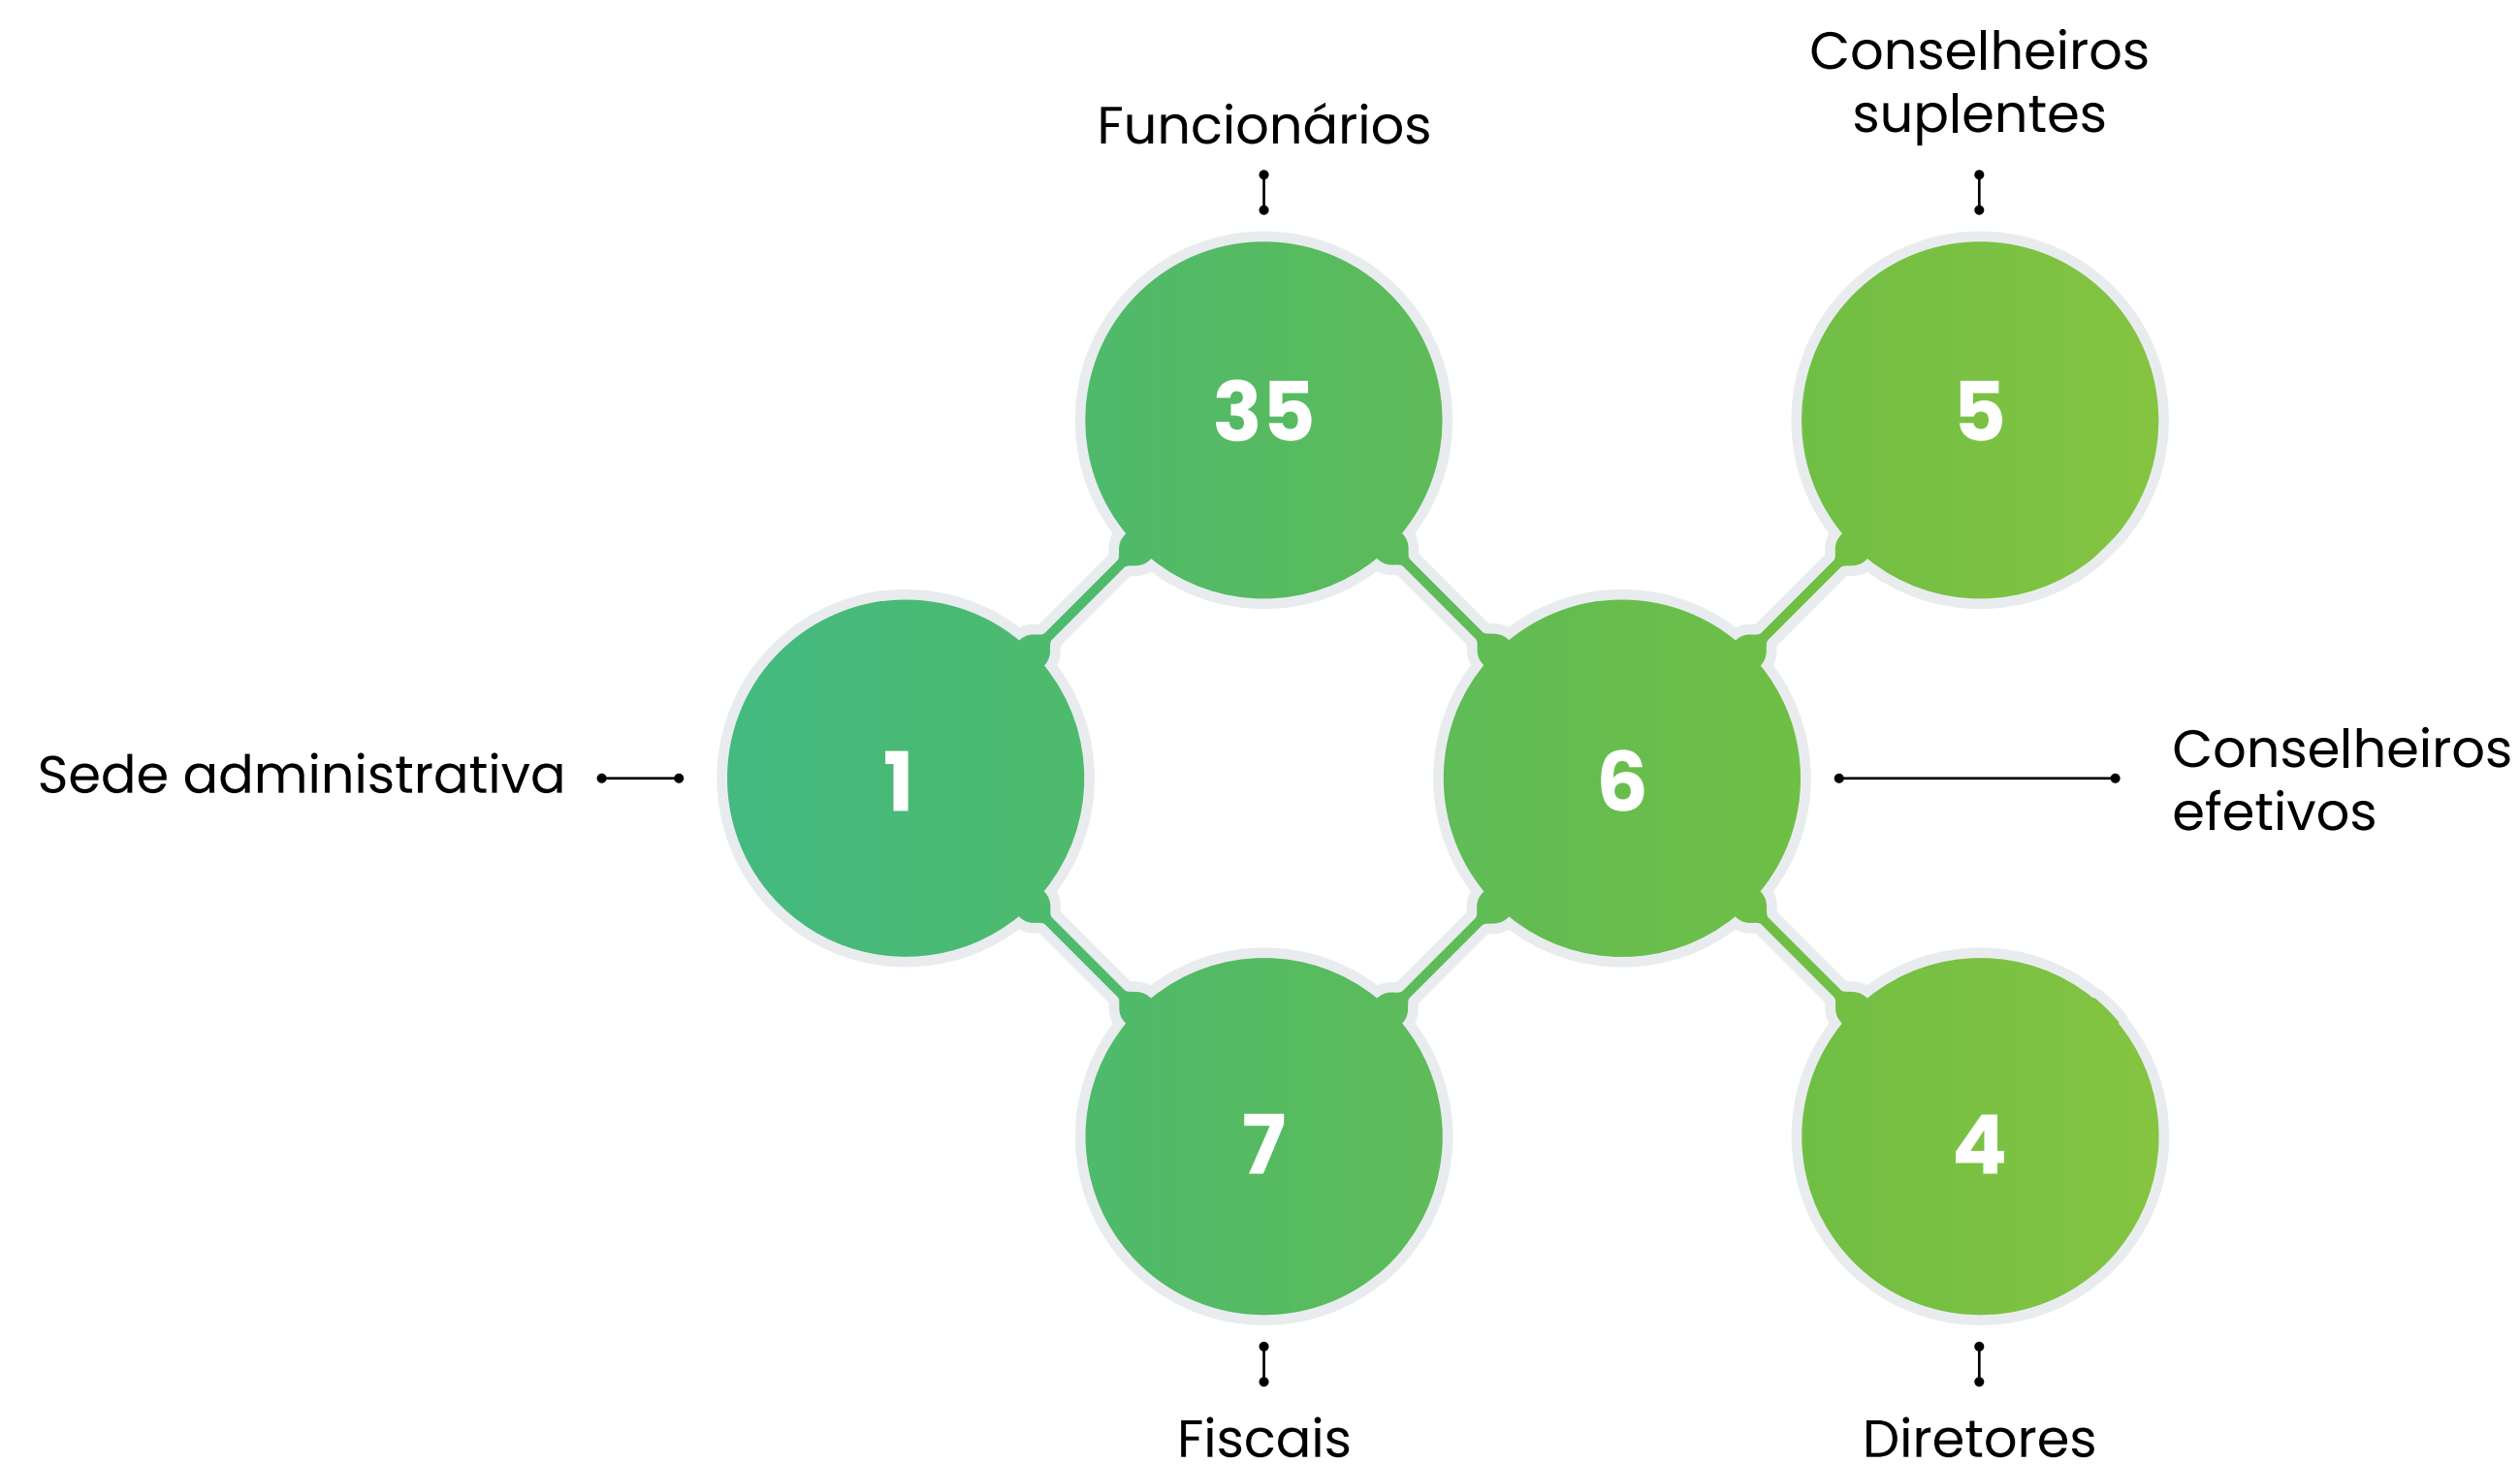 Conselheiros
suplentes
Funcionários
35
5
Sede administrativa
1
6
Conselheiros
efetivos
7
4
Fiscais
Diretores